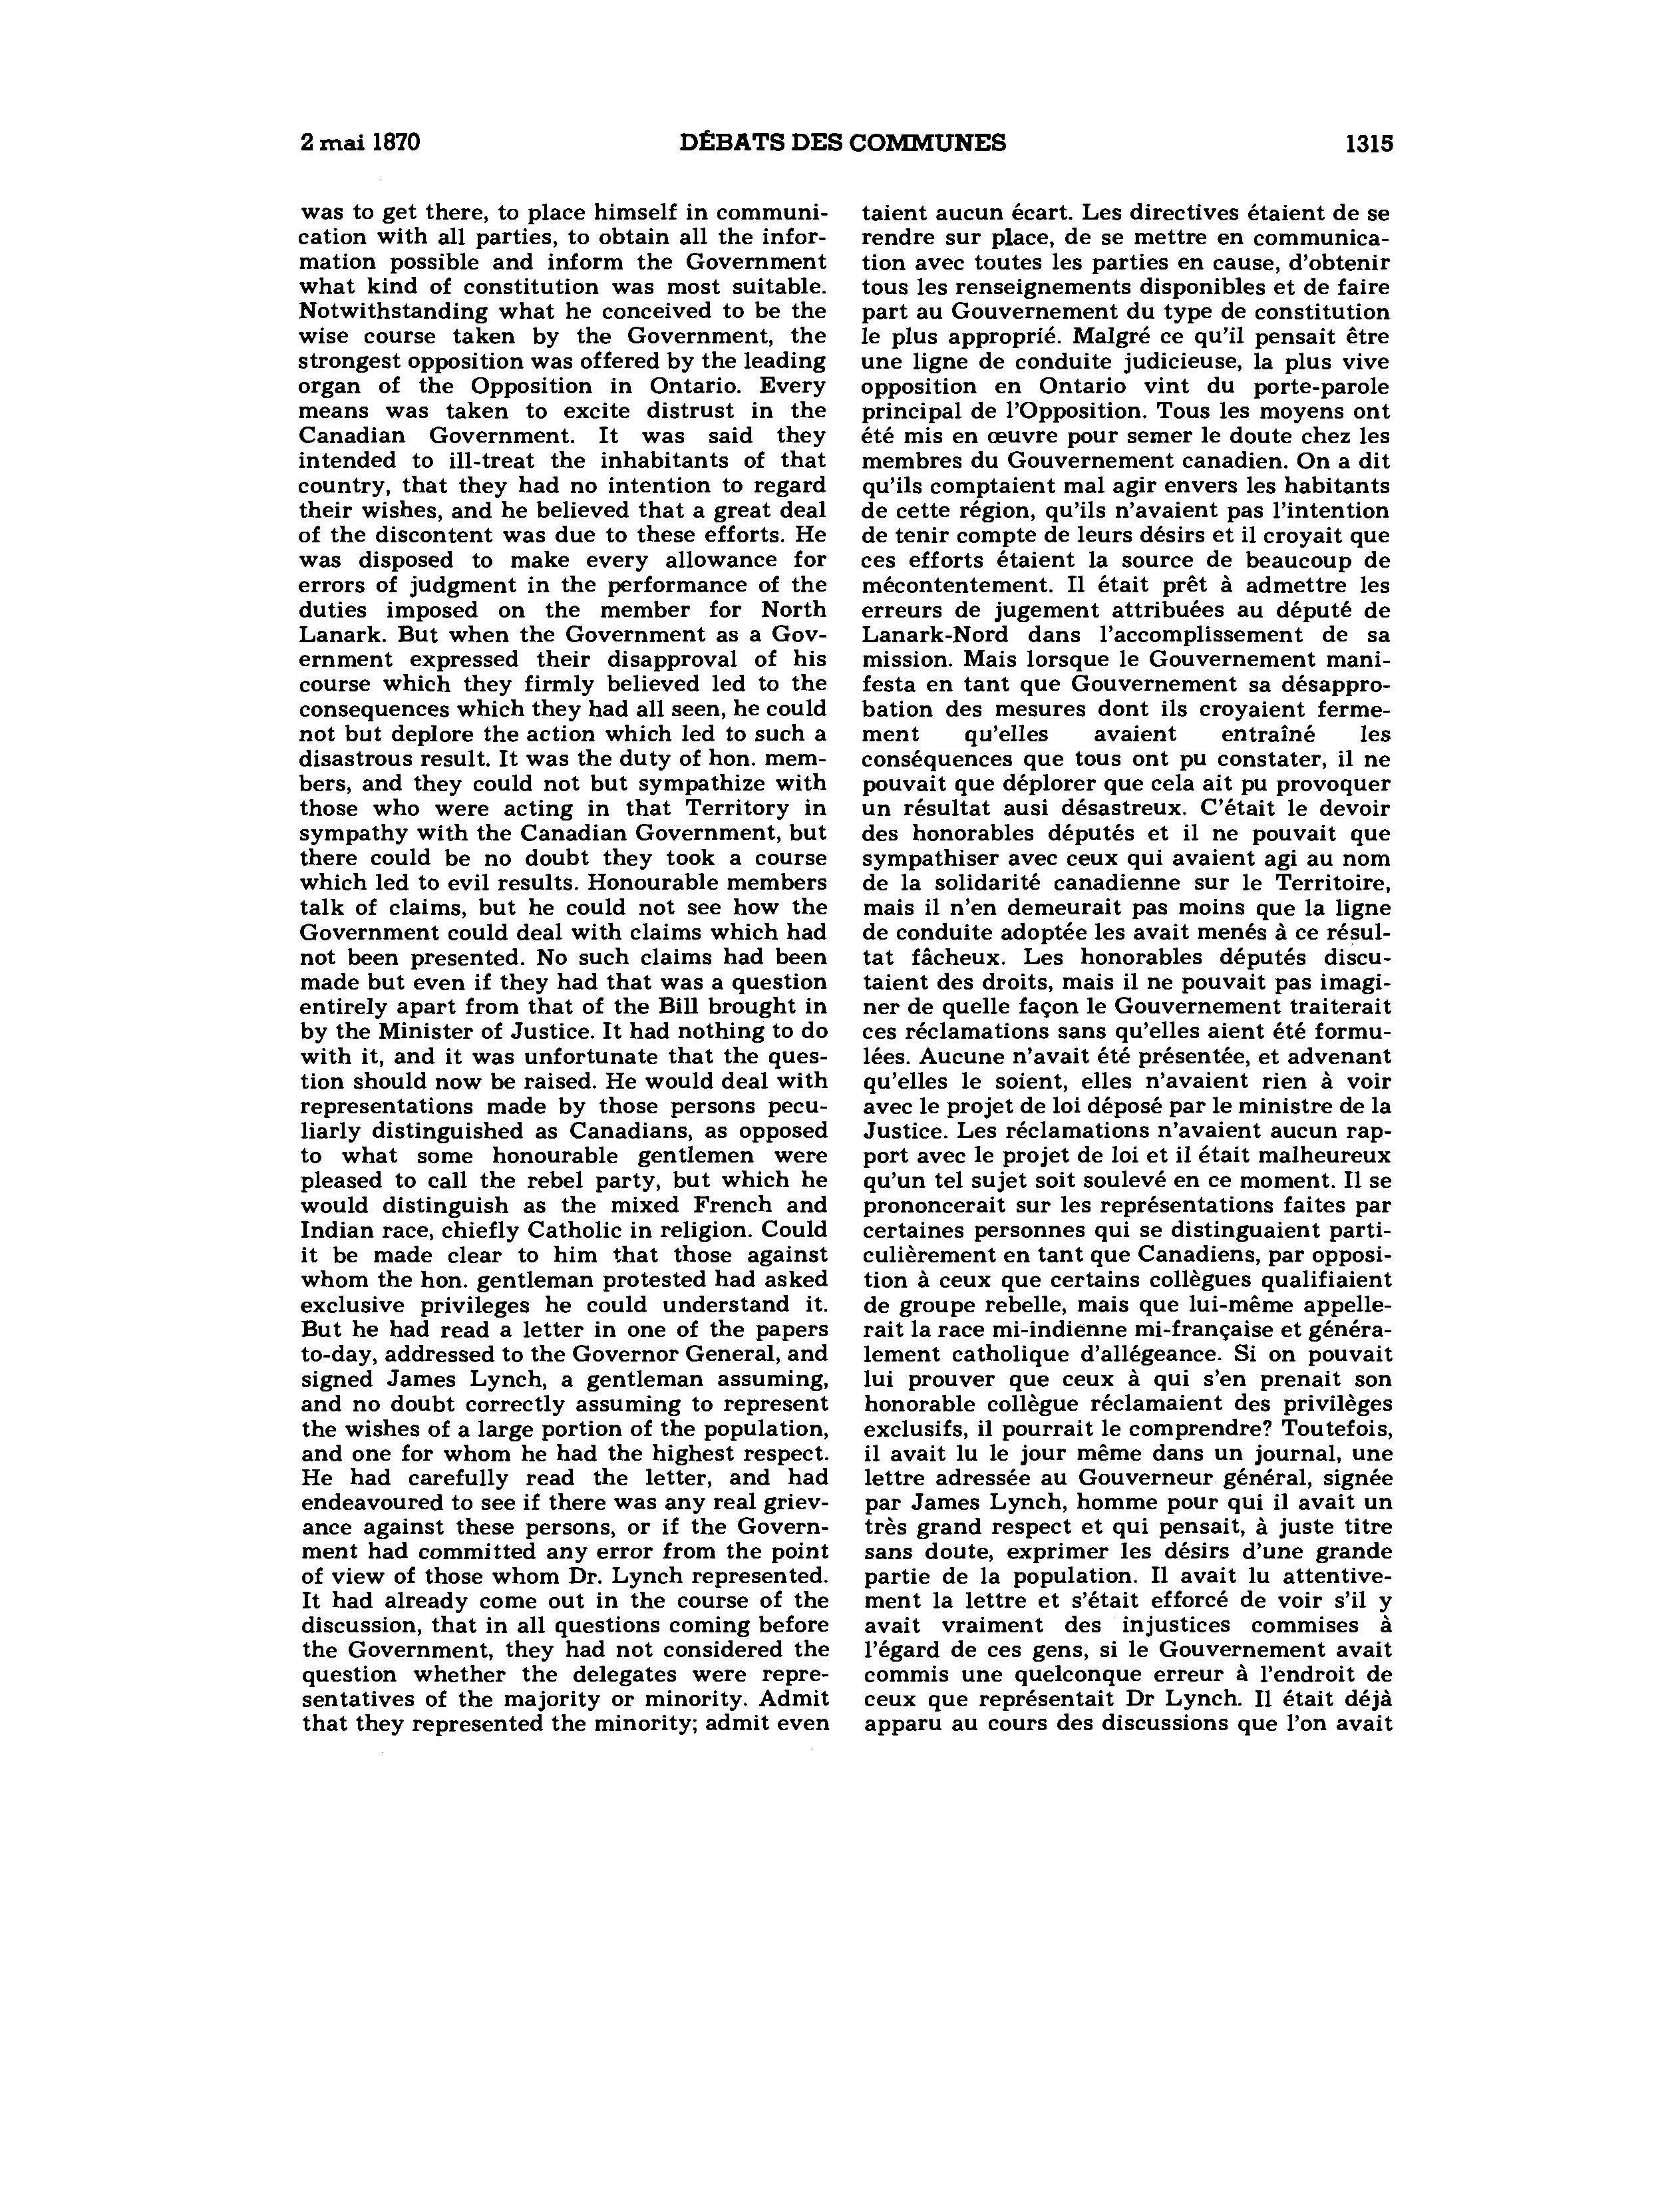 2 mai 1870
DÉBATS DES COMMUNES
1315
was to get there, to place himself in communi-
cation with all parties, to obtain all the infor-
mation possible and inform the Government
what kind of constitution was most suitable.
Notwithstanding what he conceived to be the
wise course taken by the Government, the
strongest opposition was offered by the leading
organ of the Opposition in Ontario. Every
means was taken to excite distrust in the
Canadian Government. It was said they
intended to ill-treat the inhabitants of that
country, that they had no intention to regard
their wishes, and he believed that a great deal
of the discontent was due to these efforts. He
was disposed to make every allowance for
errors of judgment in the performance of the
duties imposed on the member for North
Lanark. But when the Government as a Gov-
ernment expressed their disapproval of his
course which they firmly believed led to the
consequences which they had all seen, he could
not but deplore the action which led to such a
disastrous result. It was the duty of hon. mem-
bers, and they could not but sympathize with
those who were acting in that Territory in
sympathy with the Canadian Government, but
there could be no doubt they took a course
which led to evil results. Honourable members
talk of claims, but he could not see how the
Government could deal with claims which had
not been presented. No such claims had been
made but even if they had that was a question
entirely apart from that of the Bill brought in
by the Minister of Justice. It had nothing to do
with it, and it was unfortunate that the ques-
tion should now be raised. He would deal with
representations made by those persons pecu-
liarly distinguished as Canadians, as opposed
to what some honourable gentlemen were
pleased to call the rebel party, but which he
would distinguish as the mixed French and
Indian race, chiefly Catholic in religion. Could
it be made clear to him that those against
whom the hon. gentleman protested had asked
exclusive privileges he could understand it.
But he had read a letter in one of the papers
to-day, addressed to the Governor General, and
signed James Lynch, a gentleman assuming,
and no doubt correctly assuming to represent
the wishes of a large portion of the population,
and one for whom he had the highest respect.
He had carefully read the letter, and had
endeavoured to see if there was any real griev-
ance against these persons, or if the Govern-
ment had committed any error from the point
of view of those whom Dr. Lynch represented.
It had already come out in the course of the
discussion, that in all questions coming before
the Government, they had not considered the
question whether the delegates were repre-
sentatives of the majority or minority. Admit
that they represented the minority; admit even
taient aucun écart. Les directives étaient de se
rendre sur place, de se mettre en communica-
tion avec toutes les parties en cause, d'obtenir
tous les renseignements disponibles et de faire
part au Gouvernement du type de constitution
le plus approprié. Malgré ce qu'il pensait être
une ligne de conduite judicieuse, la plus vive
opposition en Ontario vint du porte-parole
principal de l'Opposition. Tous les moyens ont
été mis en œuvre pour semer le doute chez les
membres du Gouvernement canadien. On a dit
qu'ils comptaient mal agir envers les habitants
de cette région, qu'ils n'avaient pas l'intention
de tenir compte de leurs désirs et il croyait que
ces efforts étaient la source de beaucoup de
mécontentement. Il était prêt à admettre les
erreurs de jugement attribuées au député de
Lanark-Nord dans l'accomplissement de sa
mission. Mais lorsque le Gouvernement mani-
festa en tant que Gouvernement sa désappro-
bation des mesures dont ils croyaient ferme-
ment qu'elles avaient entraîné les
conséquences que tous ont pu constater, il ne
pouvait que déplorer que cela ait pu provoquer
un résultat ausi désastreux. C'était le devoir
des honorables députés et il ne pouvait que
sympathiser avec ceux qui avaient agi au nom
de la solidarité canadienne sur le Territoire,
mais il n'en demeurait pas moins que la ligne
de conduite adoptée les avait menés à ce résul-
tat fâcheux. Les honorables députés discu-
taient des droits, mais il ne pouvait pas imagi-
ner de quelle façon le Gouvernement traiterait
ces réclamations sans qu'elles aient été formu-
lées. Aucune n'avait été présentée, et advenant
qu'elles le soient, elles n'avaient rien à voir
avec le projet de loi déposé par le ministre de la
Justice. Les réclamations n'avaient aucun rap-
port avec le projet de loi et il était malheureux
qu'un tel sujet soit soulevé en ce moment. Il se
prononcerait sur les représentations faites par
certaines personnes qui se distinguaient parti-
culièrement en tant que Canadiens, par opposi-
tion à ceux que certains collègues qualifiaient
de groupe rebelle, mais que lui-même appelle-
rait la race mi-indienne mi-française et généra-
lement catholique d'allégeance. Si on pouvait
lui prouver que ceux à qui s'en prenait son
honorable collègue réclamaient des privilèges
exclusifs, il pourrait le comprendre? Toutefois,
il avait lu le jour même dans un journal, une
lettre adressée au Gouverneur général, signée
par James Lynch, homme pour qui il avait un
très grand respect et qui pensait, à juste titre
sans doute, exprimer les désirs d'une grande
partie de la population. Il avait lu attentive-
ment la lettre et s'était efforcé de voir s'il y
avait vraiment des injustices commises à
l'égard de ces gens, si le Gouvernement avait
commis une quelconque erreur à l'endroit de
ceux que représentait Dr Lynch. Il était déjà
apparu au cours des discussions que l'on avait